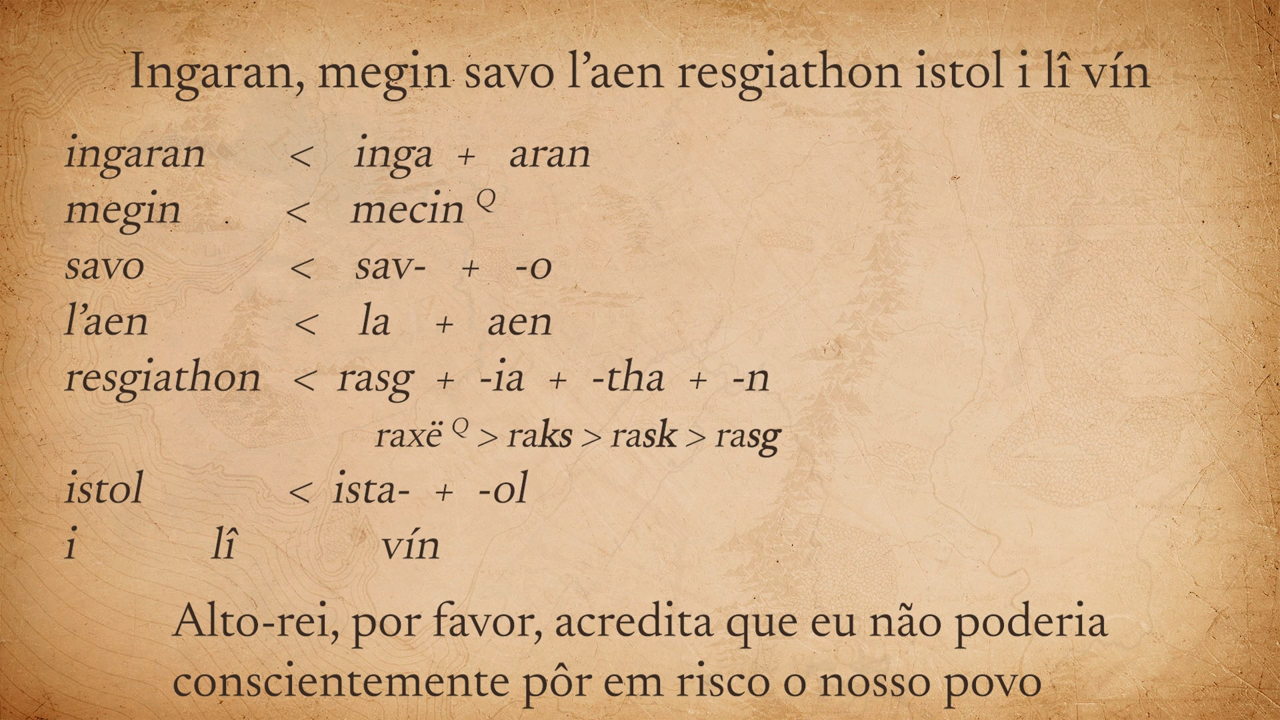 Ingaran, megin savo l’aen resgiathon istol i lî vín
ingaran < inga + aran
megin < mecin Q
savo < sav- + -o
l’aen < la + aen
resgiathon < rasg + -ia + -tha + -n
raxë Q > raks > rask > rasg
istol < ista- + -ol
i lî vín
Alto-rei, por favor, acredita que eu não poderia
conscientemente pôr em risco o nosso povo